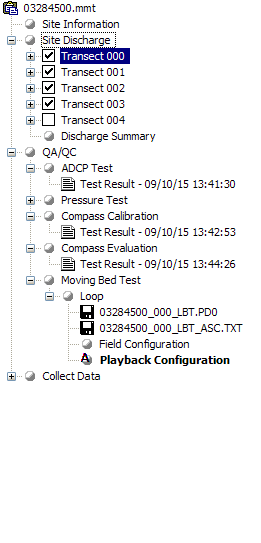 03284500.mmt
Site Information
Site Discharge
Transect 000
Transect 001
Transect 002
Transect 003
Transect 004
Discharge Summary
QA/QC
ADCP Test
Test Result - 09/10/15 13:41:30
Pressure Test
Compass Calibration
Test Result - 09/10/15 13:42:53
Compass Evaluation
Test Result - 09/10/15 13:44:26
Moving Bed Test
Loop
03284500_000_LBT.PD0
03284500_000_LBT_ASC.TXT
Field Configuration
Playback Configuration
Collect Data